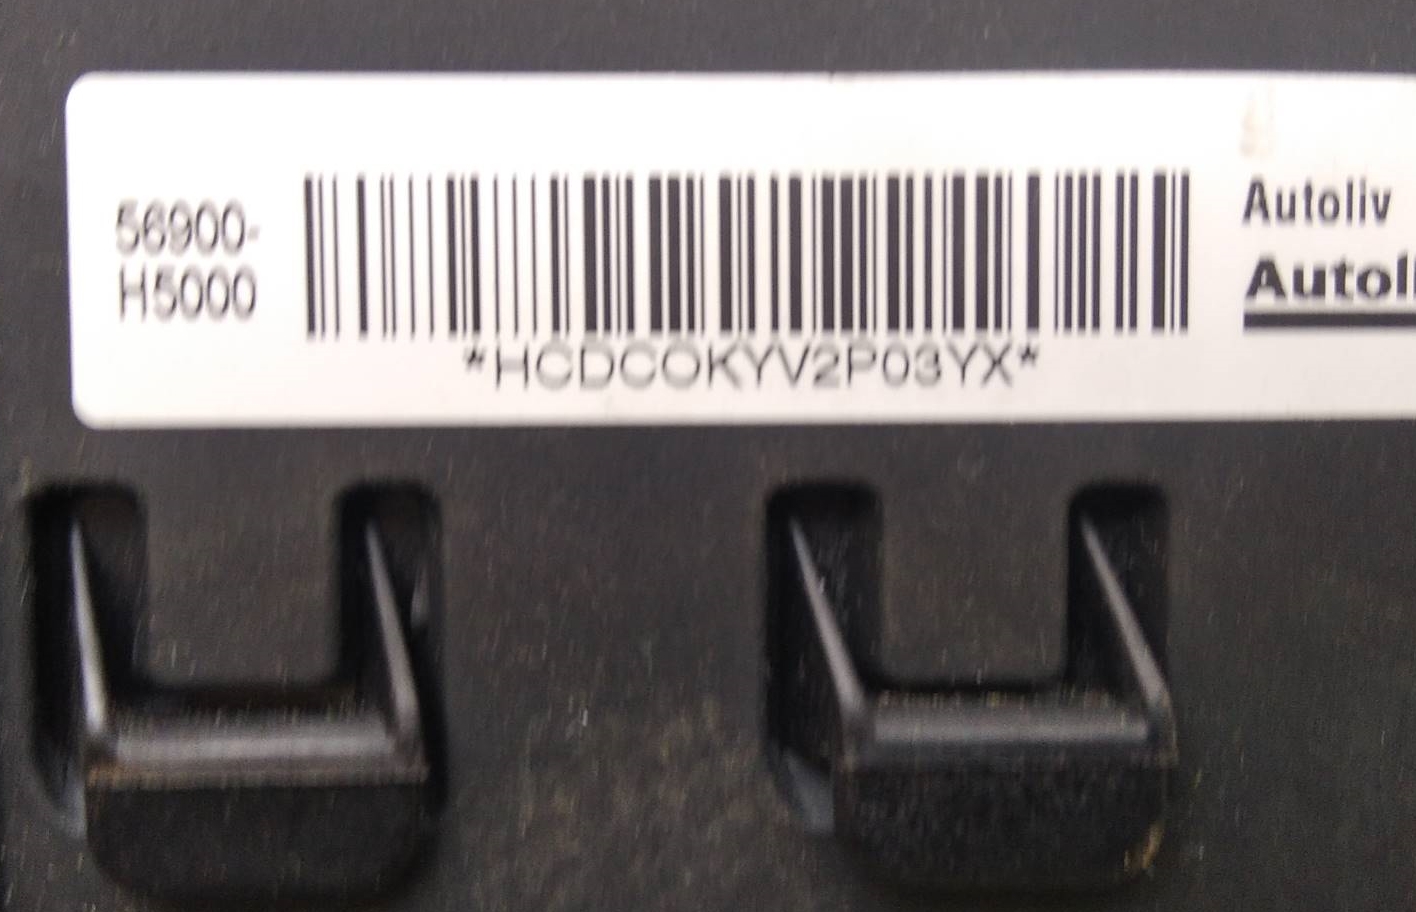 56900-
H5000
*HCDCOKYV2P03YX*
Autoliv